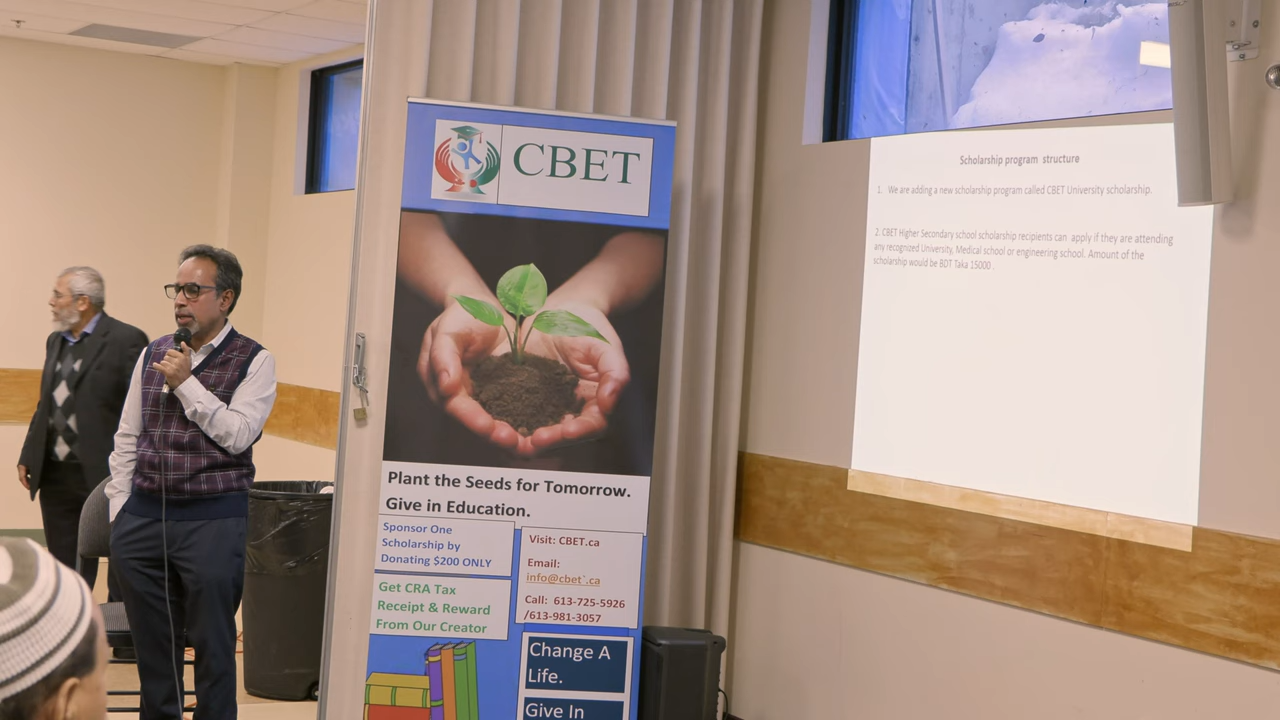 CBET
Plant the Seeds for Tomorrow.
Give in Education.
Sponsor One
Scholarship by
Donating $200 ONLY
Get CRA Tax
Receipt & Reward
From Our Creator
Visit: CBET.ca
Email:
info@cbet`.ca
Call: 613-725-5926
/613-981-3057
Change A
Life.
Give In
Scholarship program structure
1. We are adding a new scholarship program called CBET University scholarship.
2. CBET Higher Secondary school scholarship recipients can apply if they are attending
any recognized University, Medical school or engineering school. Amount of the
scholarship would be BDT Taka 15000.